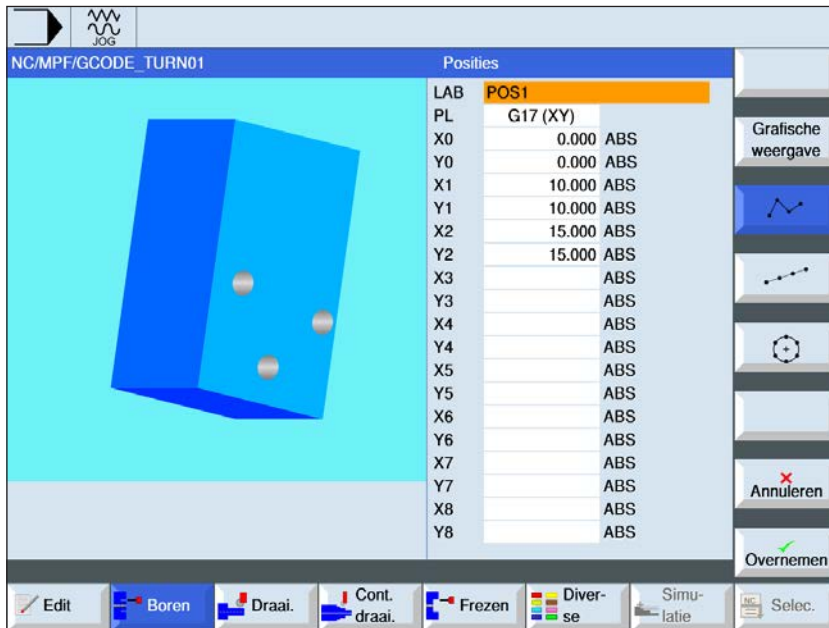 JOG
NC/MPF/GCODE_TURN01
Posities
LAB POS1
PL G17 (XY)
X0 0.000 ABS
Y0 0.000 ABS
X1 10.000 ABS
Y1 10.000 ABS
X2 15.000 ABS
Y2 15.000 ABS
X3 ABS
Y3 ABS
X4 ABS
Y4 ABS
X5 ABS
Y5 ABS
X6 ABS
Y6 ABS
X7 ABS
Y7 ABS
X8 ABS
Y8 ABS
Grafische
weergave
Annuleren
Overnemen
Edit
Boren
Draai.
Cont.
draai.
Frezen
Diver-
se
Simu-
latie
NC
Selec.